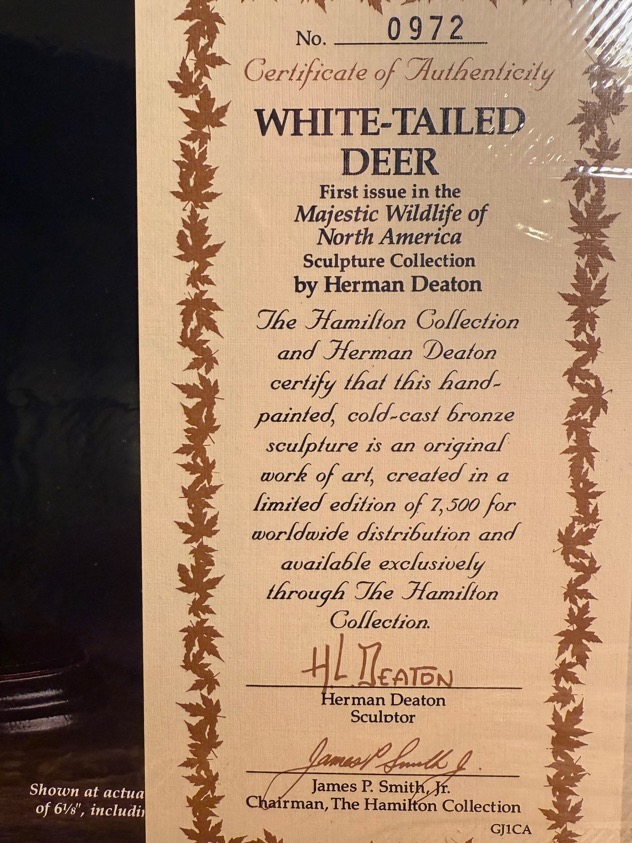 No. 0972
Certificate of Authenticity
WHITE-TAILED
DEER
First issue in the
Majestic Wildlife of
North America
Sculpture Collection
by Herman Deaton
The Hamilton Collection
and Herman Deaton
certify that this hand-
painted, cold-cast bronze
sculpture is an original
work of art, created in a
limited edition of 7,500 for
worldwide distribution and
available exclusively
through The Hamilton
Collection.
HL DEATON
Herman Deaton
Sculptor
James P. Smith Jr.
James P. Smith, Jr.
Chairman, The Hamilton Collection
GJ1CA
Shown at actua
of 6⅛", includin